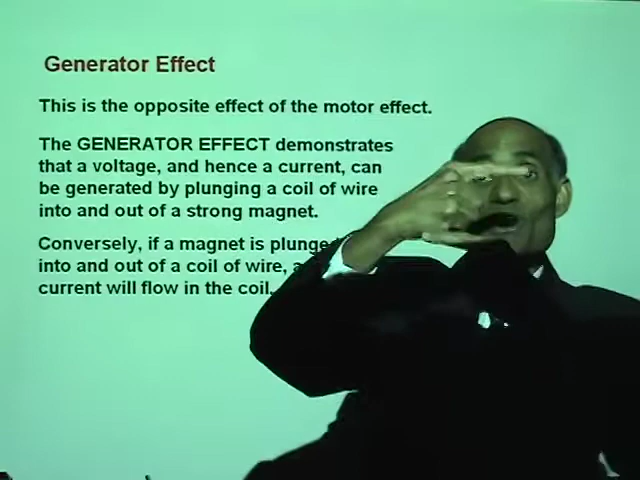 Generator Effect
This is the opposite effect of the motor effect.
The GENERATOR EFFECT demonstrates
that a voltage, and hence a current, can
be generated by plunging a coil of wire
into and out of a strong magnet.
Conversely, if a magnet is plunge
into and out of a coil of wire, a
current will flow in the coil.